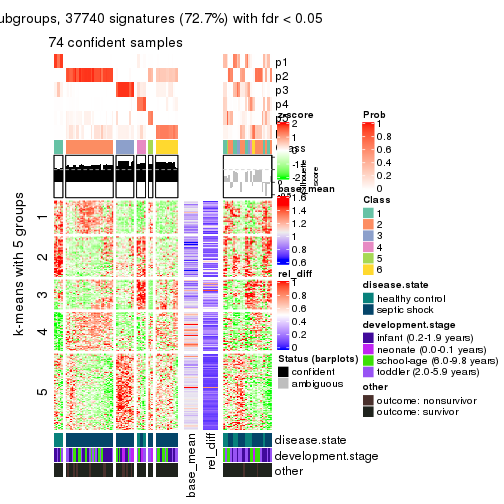 ubgroups, 37740 signatures (72.7%) with fdr < 0.05
74 confident samples
p1
p2
p3
p4
z-score
2
1
0
-1
-2
Prob
1
0.8
0.6
0.4
0.2
0
Silhouette
score
base_mean
1.6
1.4
1.2
1
0.8
0.6
Class
1
2
3
4
5
6
k-means with 5 groups
1
2
3
4
5
rel_diff
1
0.8
0.6
0.4
0.2
0
disease.state
healthy control
septic shock
development.stage
infant (0.2-1.9 years)
neonate (0.0-0.1 years)
school-age (6.0-9.8 years)
toddler (2.0-5.9 years)
Status (barplots)
confident
ambiguous
other
outcome: nonsurvivor
outcome: survivor
disease.state
development.stage
other
base_mean
rel_diff